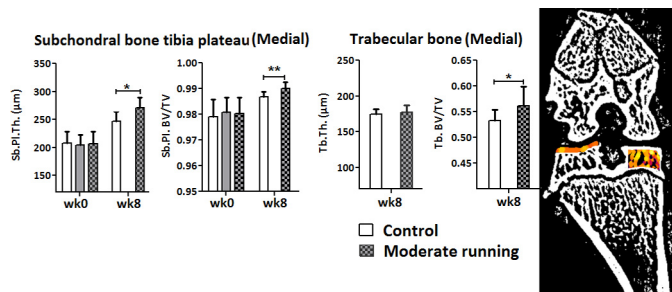 Subchondral bone tibia plateau (Medial)
Trabecular bone (Medial)
Sb.Pl.Th. (µm)
300
250
200
150
*
wk0
wk8
Sb.Pl. BV/TV
1.00
0.99
0.98
0.97
0.96
0.95
**
wk0
wk8
Tb.Th. (µm)
250
200
150
100
wk8
Tb. BV/TV
0.65
0.60
0.55
0.50
0.45
*
wk8
Control
Moderate running